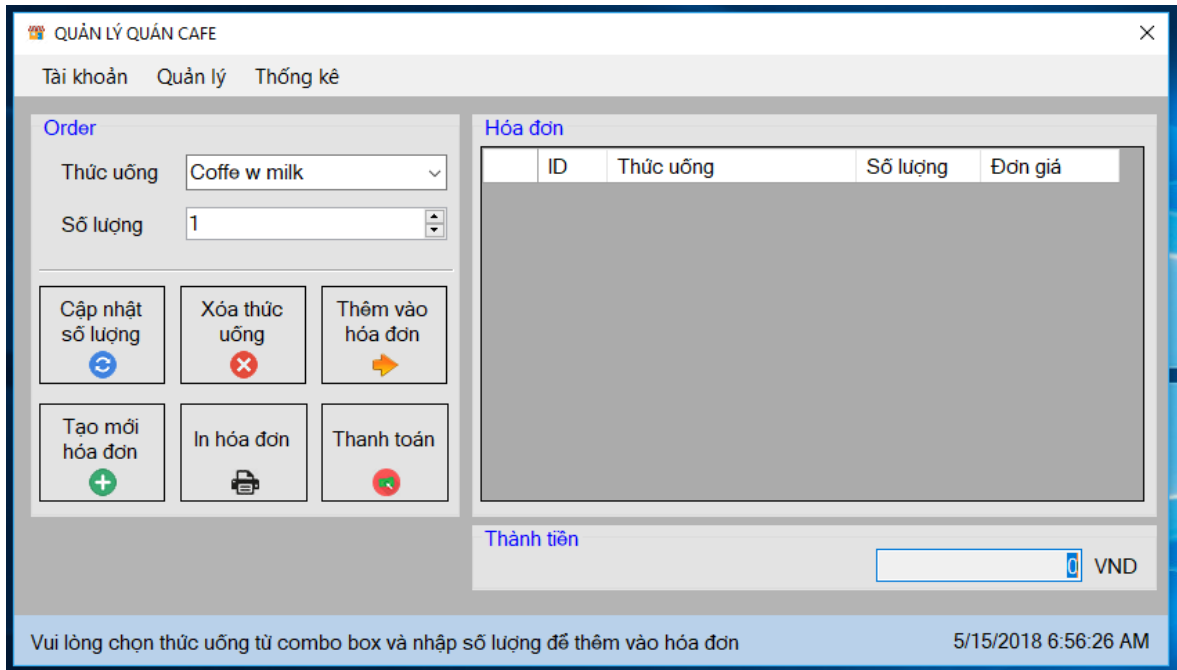 QUẢN LÝ QUÁN CAFE
Tài khoản Quản lý Thống kê
Order
Thức uống Coffe w milk
Số lượng 1
Cập nhật
số lượng
Xóa thức
uống
Thêm vào
hóa đơn
Tạo mới
hóa đơn
In hóa đơn
Thanh toán
Hóa đơn
ID Thức uống Số lượng Đơn giá
Thành tiền
0 VND
Vui lòng chọn thức uống từ combo box và nhập số lượng để thêm vào hóa đơn
5/15/2018 6:56:26 AM